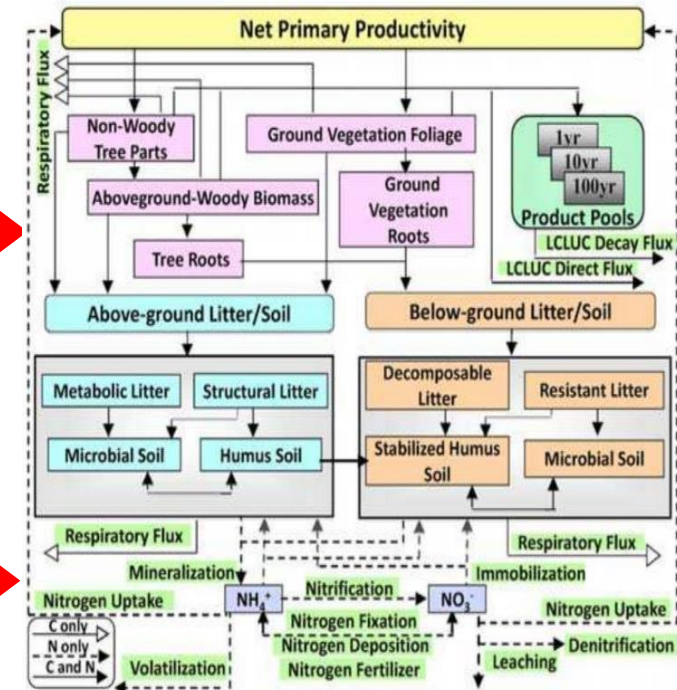 Net Primary Productivity
Respiratory Flux
Non-Woody
Tree Parts
Ground Vegetation Foliage
1yr
10yr
100yr
Product Pools
Aboveground-Woody Biomass
Ground
Vegetation
Roots
Tree Roots
LCLUC Decay Flux
LCLUC Direct Flux
Above-ground Litter/Soil
Below-ground Litter/Soil
Metabolic Litter
Structural Litter
Decomposable
Litter
Resistant Litter
Microbial Soil
Humus Soil
Stabilized Humus
Soil
Microbial Soil
Respiratory Flux
Respiratory Flux
Mineralization
Immobilization
Nitrogen Uptake
NH₄⁺
Nitrification
NO₃⁻
Nitrogen Uptake
Nitrogen Fixation
Nitrogen Deposition
Nitrogen Fertilizer
C only
N only
C and N
Volatilization
Leaching
Denitrification